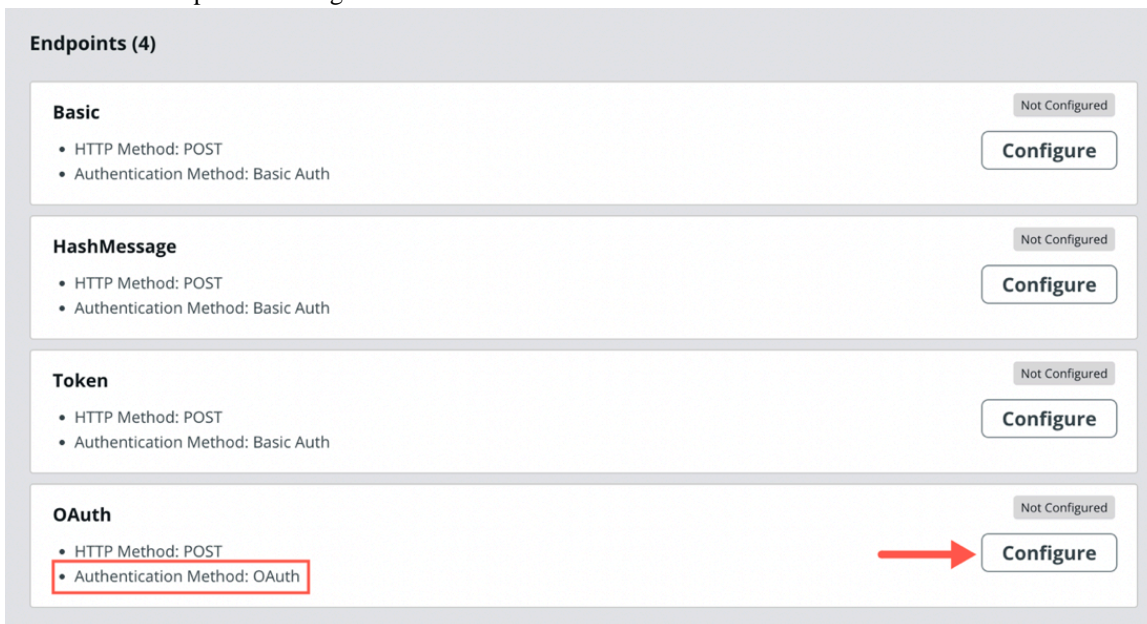 Endpoints (4)
Basic
Not Configured
• HTTP Method: POST
Configure
• Authentication Method: Basic Auth
HashMessage
Not Configured
• HTTP Method: POST
Configure
• Authentication Method: Basic Auth
Token
Not Configured
• HTTP Method: POST
Configure
• Authentication Method: Basic Auth
OAuth
Not Configured
• HTTP Method: POST
Configure
• Authentication Method: OAuth